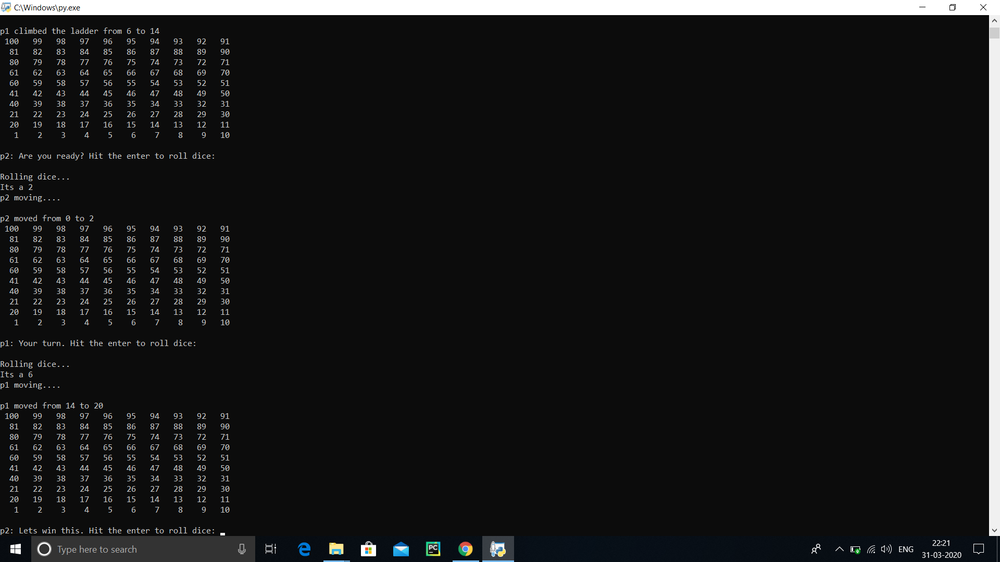 C:\Windows\py.exe
p1 climbed the ladder from 6 to 14
100 99 98 97 96 95 94 93 92 91
81 82 83 84 85 86 87 88 89 90
80 79 78 77 76 75 74 73 72 71
61 62 63 64 65 66 67 68 69 70
60 59 58 57 56 55 54 53 52 51
41 42 43 44 45 46 47 48 49 50
40 39 38 37 36 35 34 33 32 31
21 22 23 24 25 26 27 28 29 30
20 19 18 17 16 15 14 13 12 11
1 2 3 4 5 6 7 8 9 10
p2: Are you ready? Hit the enter to roll dice:
Rolling dice...
Its a 2
p2 moving....
p2 moved from 0 to 2
100 99 98 97 96 95 94 93 92 91
81 82 83 84 85 86 87 88 89 90
80 79 78 77 76 75 74 73 72 71
61 62 63 64 65 66 67 68 69 70
60 59 58 57 56 55 54 53 52 51
41 42 43 44 45 46 47 48 49 50
40 39 38 37 36 35 34 33 32 31
21 22 23 24 25 26 27 28 29 30
20 19 18 17 16 15 14 13 12 11
1 2 3 4 5 6 7 8 9 10
p1: Your turn. Hit the enter to roll dice:
Rolling dice...
Its a 6
p1 moving....
p1 moved from 14 to 20
100 99 98 97 96 95 94 93 92 91
81 82 83 84 85 86 87 88 89 90
80 79 78 77 76 75 74 73 72 71
61 62 63 64 65 66 67 68 69 70
60 59 58 57 56 55 54 53 52 51
41 42 43 44 45 46 47 48 49 50
40 39 38 37 36 35 34 33 32 31
21 22 23 24 25 26 27 28 29 30
20 19 18 17 16 15 14 13 12 11
1 2 3 4 5 6 7 8 9 10
p2: Lets win this. Hit the enter to roll dice:
Type here to search
PC
ENG
22:21
31-03-2020